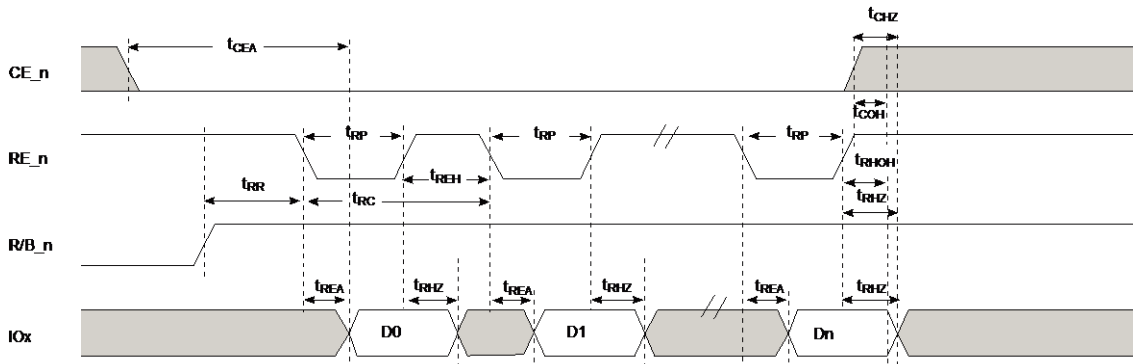 tCHZ
tCEA
CE_n
tCOH
tRP tRP tRP
RE_n
tREH tRHOH
tRR tRC tRHZ
R/B_n
tREA tRHZ tREA tRHZ tREA tRHZ
IOx D0 D1 Dn